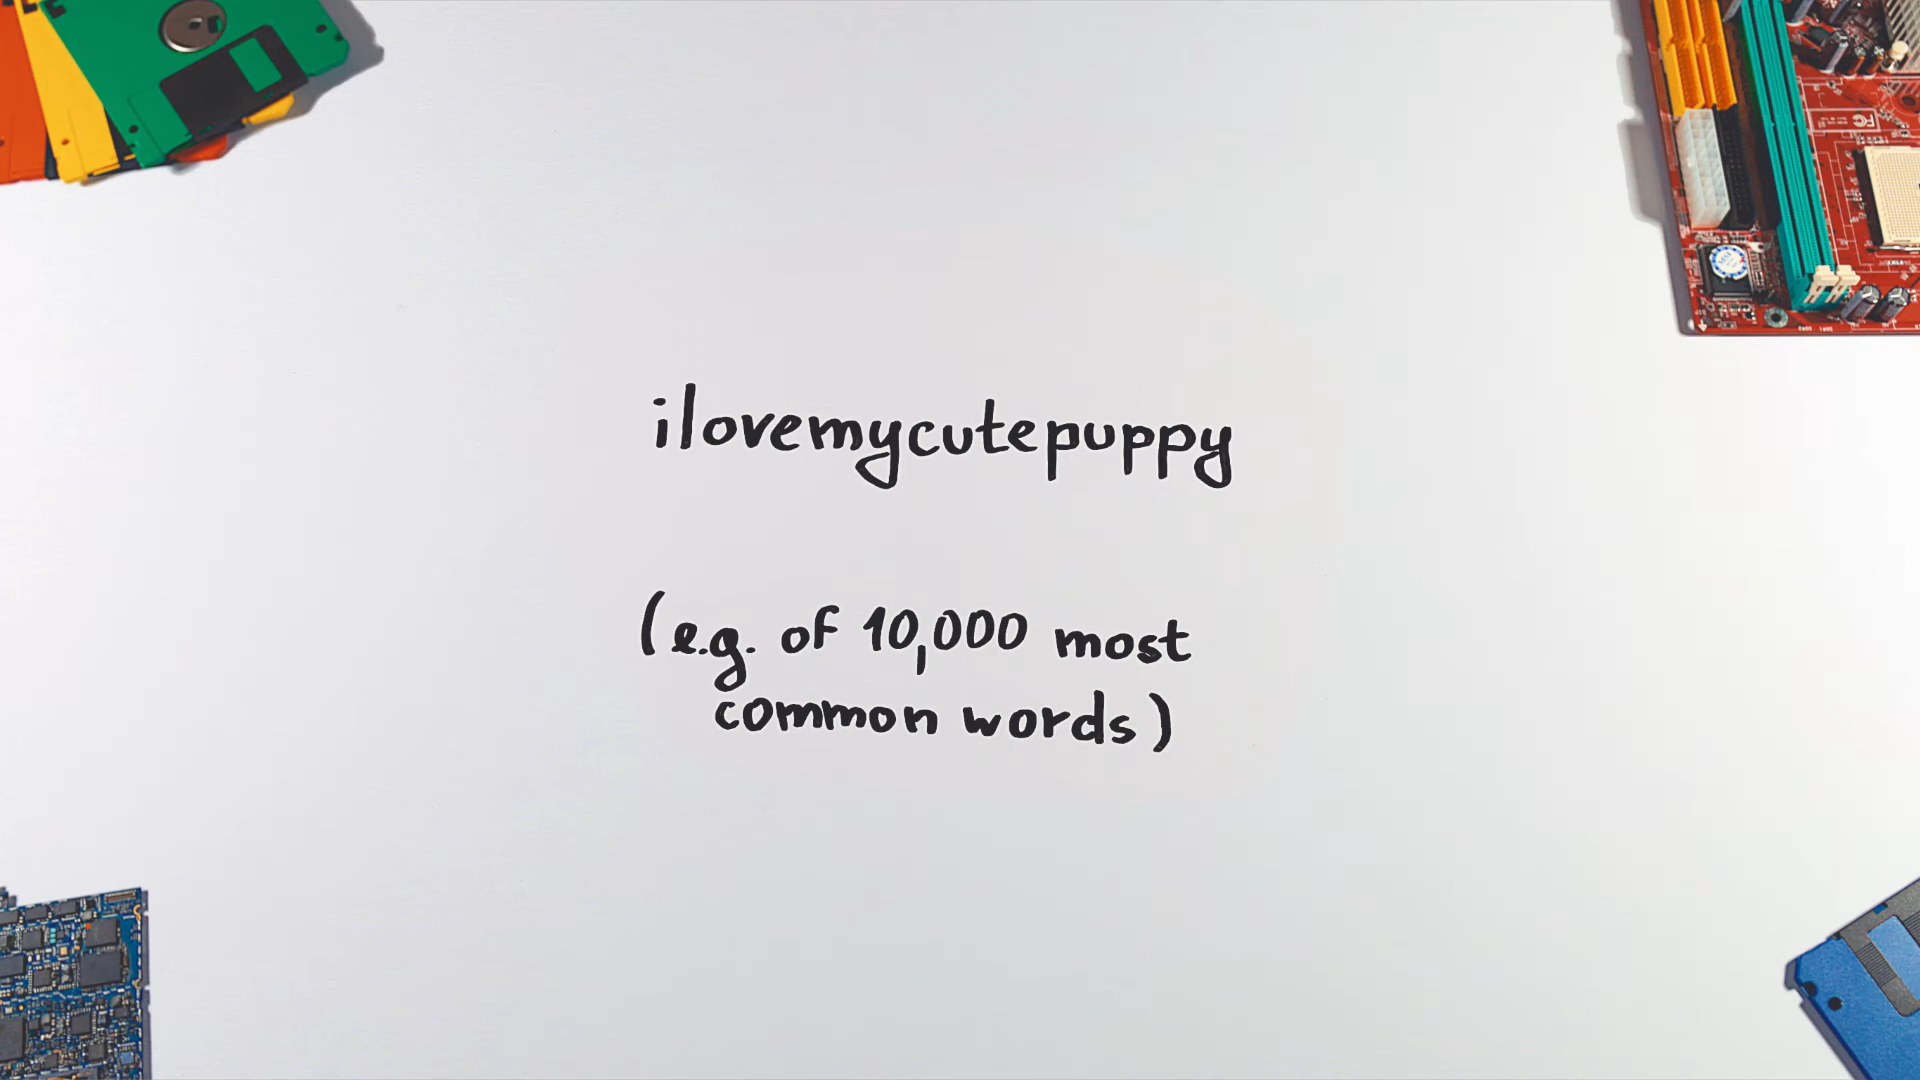 ilovemycutepuppy
(e.g. of 10,000 most
common words)